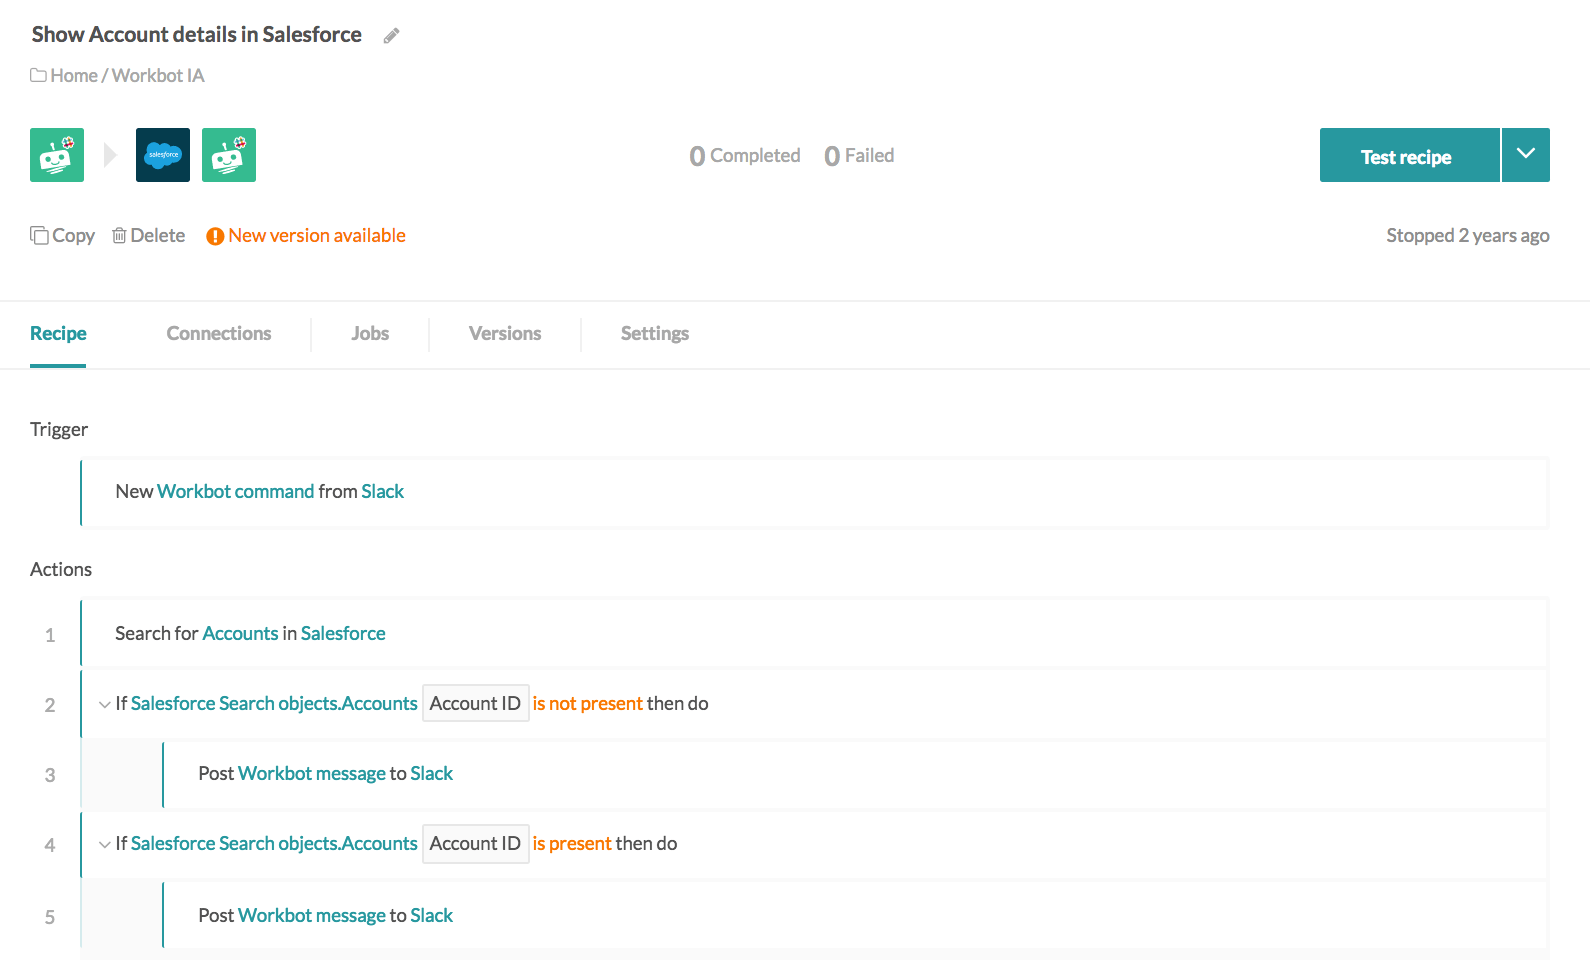 Show Account details in Salesforce
Home / Workbot IA
salesforce
0 Completed 0 Failed
Test recipe
Copy Delete New version available
Stopped 2 years ago
Recipe Connections Jobs Versions Settings
Trigger
New Workbot command from Slack
Actions
1 Search for Accounts in Salesforce
2 If Salesforce Search objects.Accounts Account ID is not present then do
3 Post Workbot message to Slack
4 If Salesforce Search objects.Accounts Account ID is present then do
5 Post Workbot message to Slack